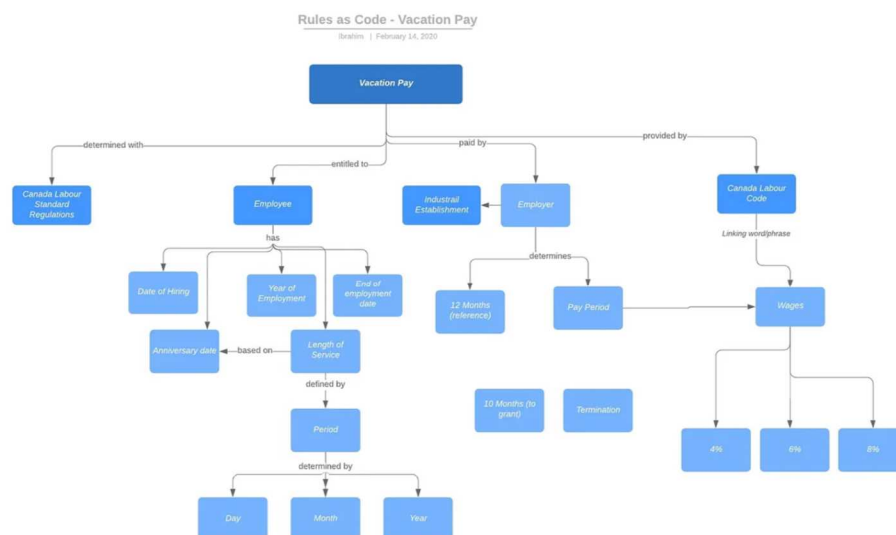 Rules as Code - Vacation Pay
Ibrahim | February 14, 2020
Vacation Pay
determined with
entitled to
paid by
provided by
Canada Labour
Standard
Regulations
Employee
Industrail
Establishment
Employer
Canada Labour
Code
has
determines
Linking word/phrase
Date of Hiring
Year of
Employment
End of
employment
date
12 Months
(reference)
Pay Period
Wages
Anniversary date
based on
Length of
Service
defined by
10 Months (to
grant)
Termination
Period
4%
6%
8%
determined by
Day
Month
Year